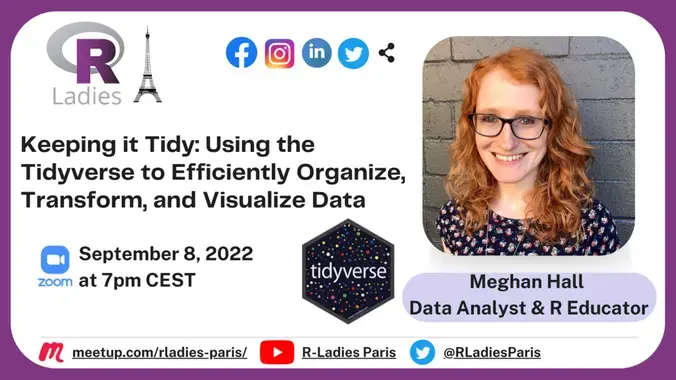 R
Ladies
Keeping it Tidy: Using the
Tidyverse to Efficiently Organize,
Transform, and Visualize Data
zoom
September 8, 2022
at 7pm CEST
tidyverse
Meghan Hall
Data Analyst & R Educator
meetup.com/rladies-paris/
R-Ladies Paris
@RLadiesParis